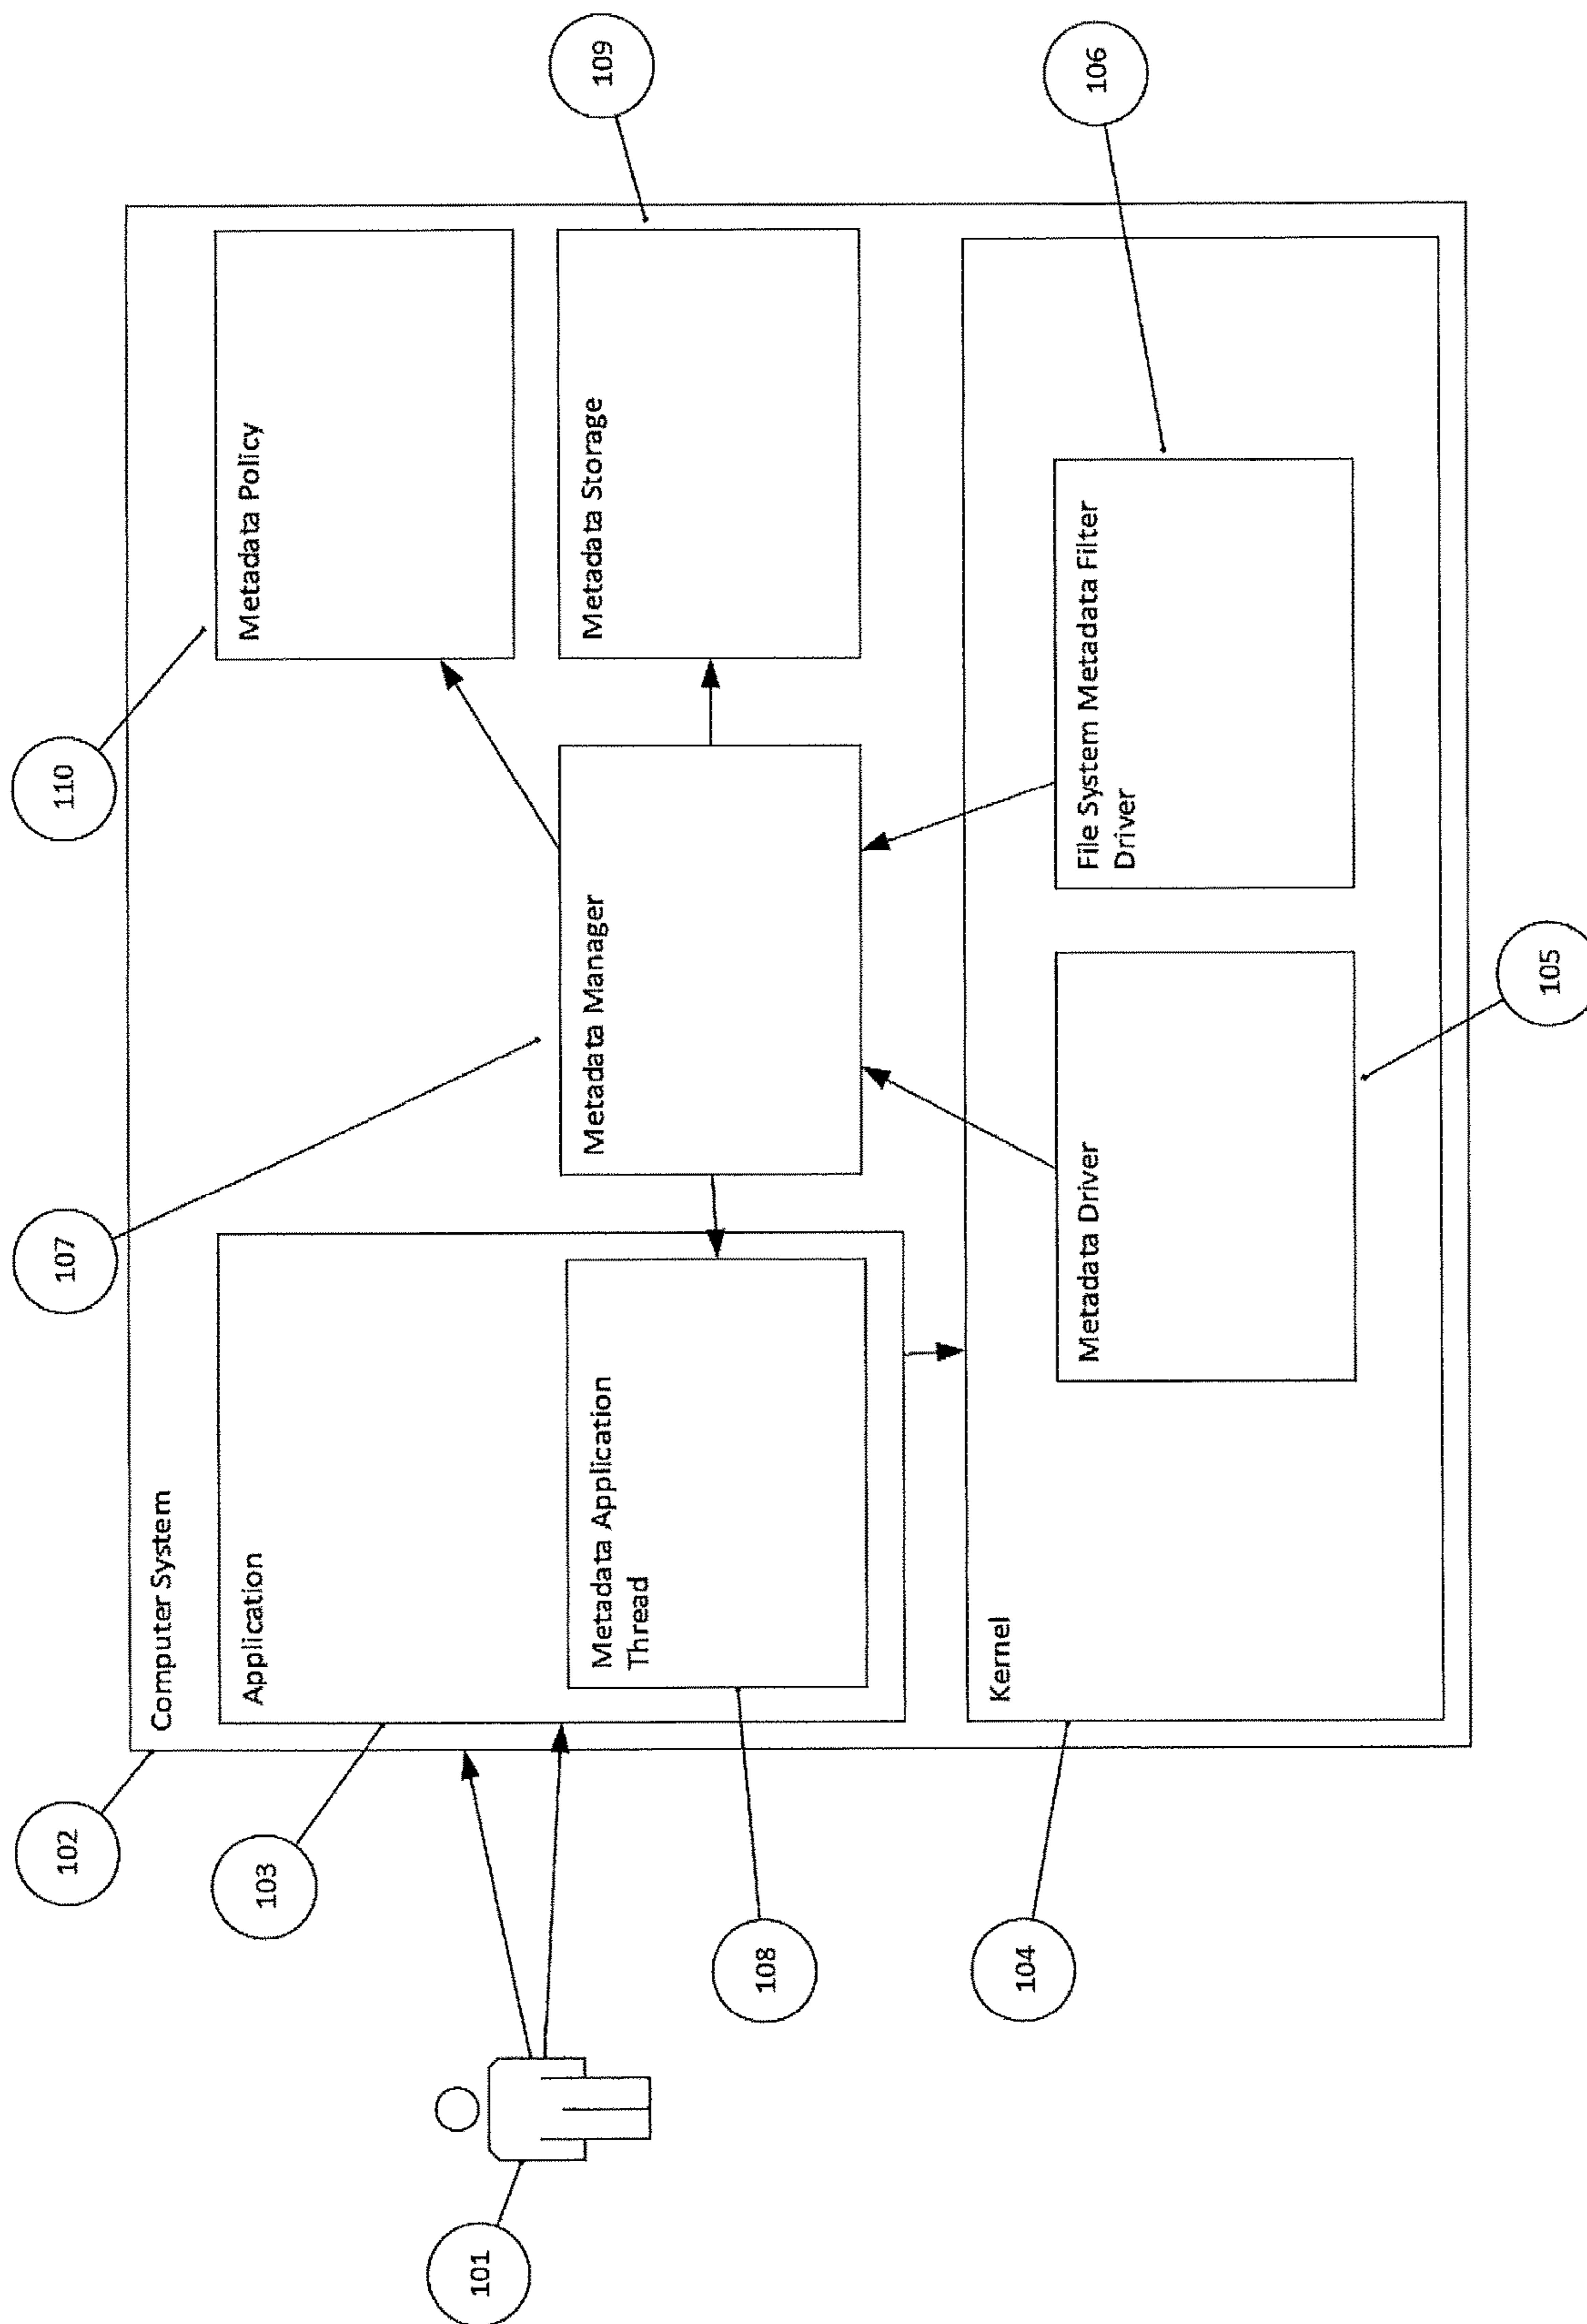 110
107
102
109
Computer System
Metadata Policy
Application
103
Metadata Manager
Metadata Storage
Metadata Application
Thread
101
108
106
Kernel
File System Metadata Filter
Driver
Metadata Driver
104
105